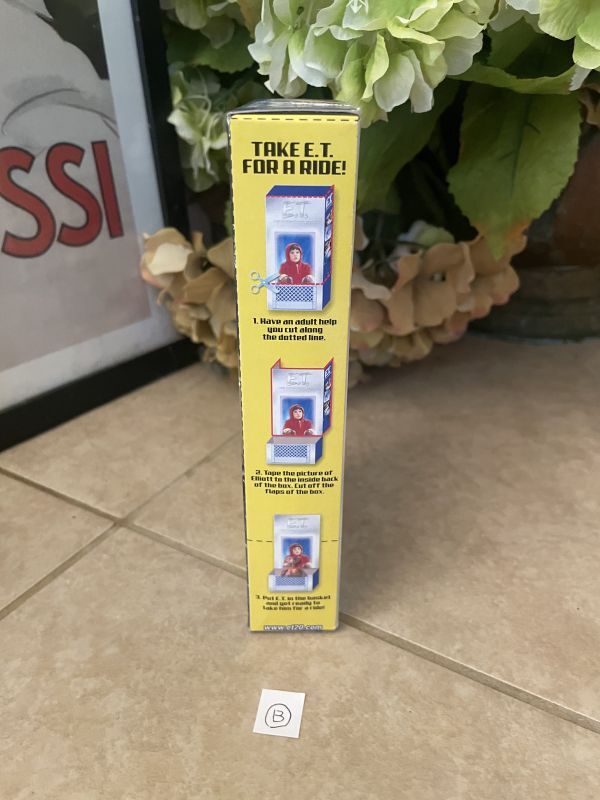 SSI
TAKE E.T.
FOR A RIDE!
E.T.
1. Have an adult help
you cut along
the dotted line.
E.T.
2. Tape the picture of
Elliott to the inside back
of the box. Cut off the
flaps of the box.
E.T.
3. Put E.T. in the basket
and get ready to
take him for a ride!
www.et20.com
B